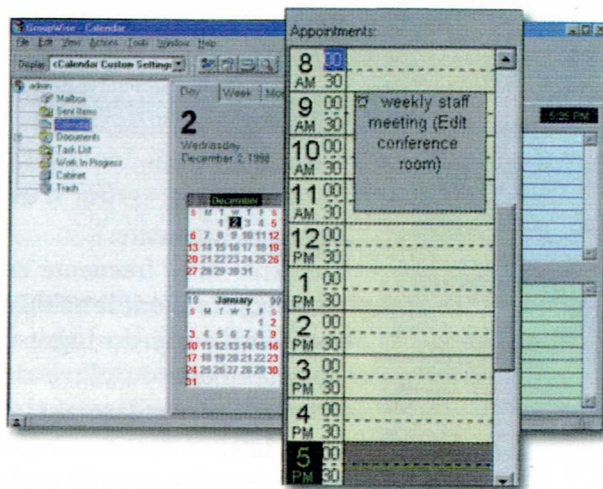 GroupWise - Calendar
File Edit View Actions Tools Window Help
Display <Calendar Custom Setting
admin
Mailbox
Sent Items
Calendar
Documents
Task List
Work In Progress
Cabinet
Trash
Day Week Mon
2
Wednesday
December 2, 1998
December
S M T W T F S
1 2 3 4 5
6 7 8 9 10 11 12
13 14 15 16 17 18 19
20 21 22 23 24 25 26
27 28 29 30 31
19 January 99
S M T W T F S
1 2
3 4 5 6 7 8 9
10 11 12 13 14 15 16
17 18 19 20 21 22 23
24 25 26 27 28 29 30
31
Appointments:
8 00
AM 30
9 00
AM 30
10 00
AM 30
11 00
AM 30
12 00
PM 30
1 00
PM 30
2 00
PM 30
3 00
PM 30
4 00
PM 30
5 00
PM 30
weekly staff
meeting (Edit
conference
room)